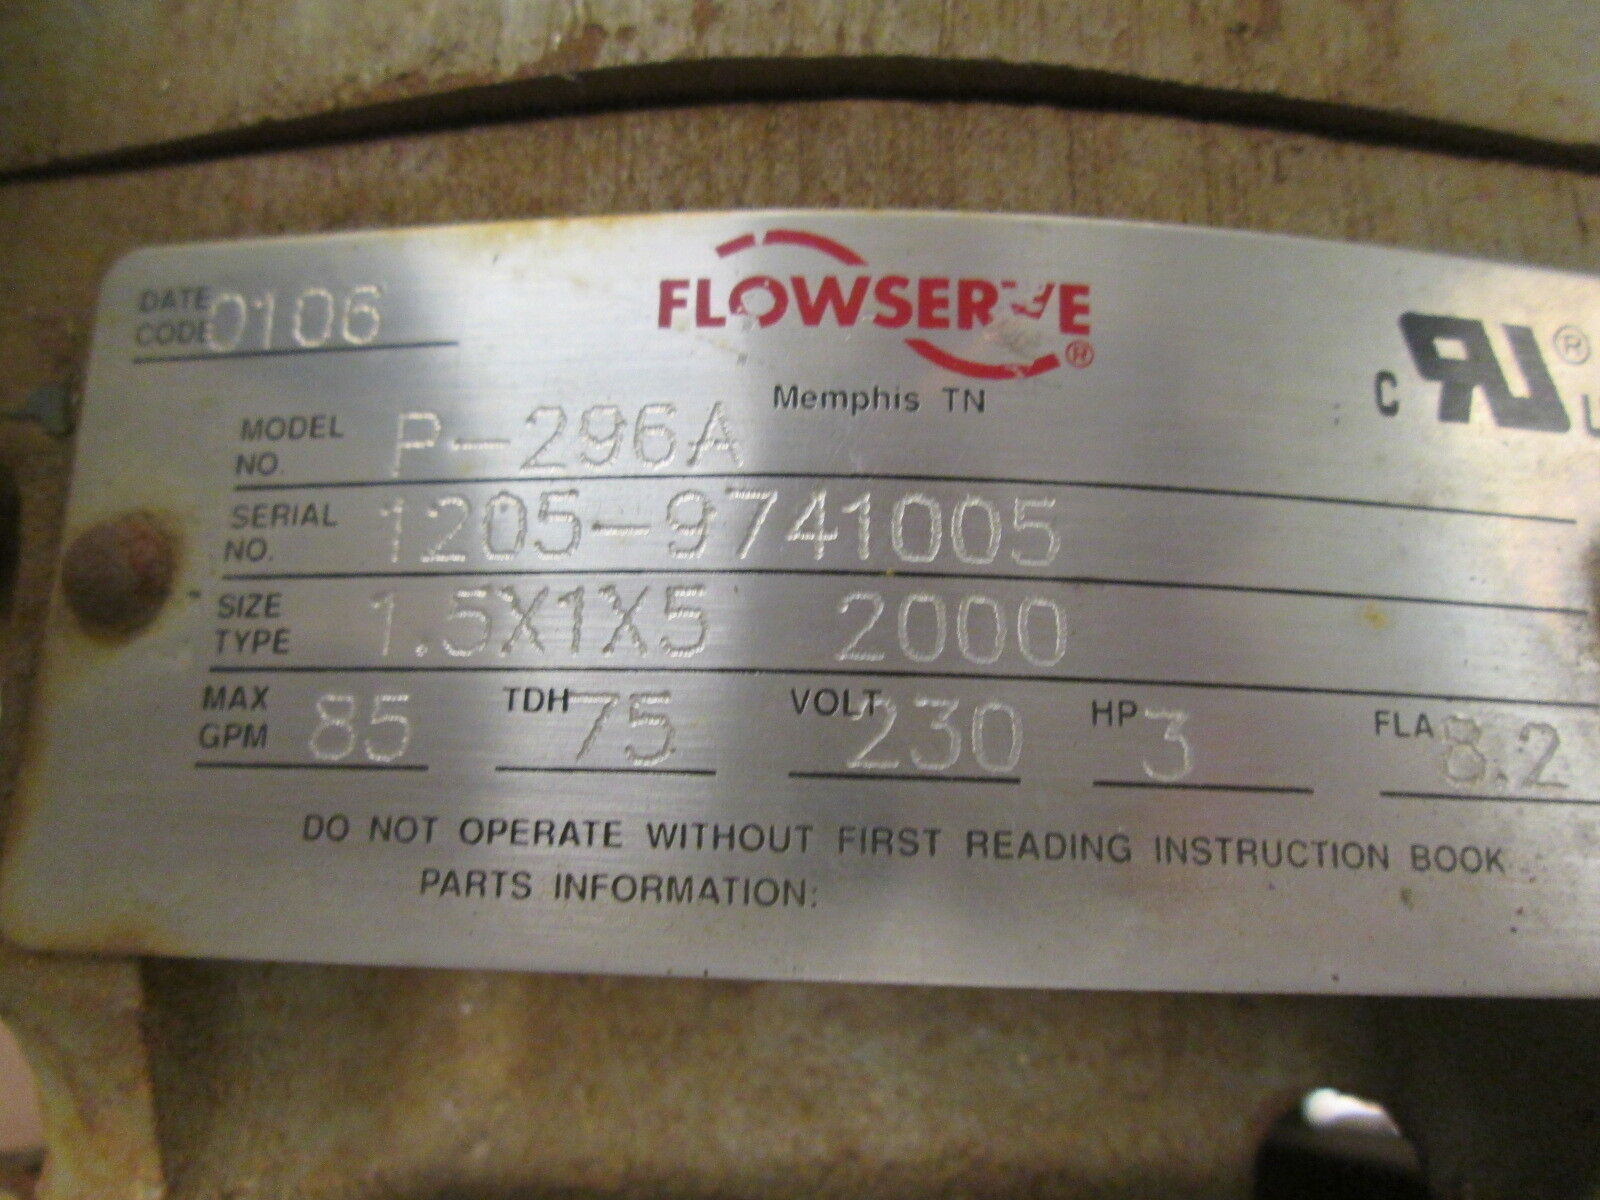 DATE CODE 0106
FLOWSERVE ®
Memphis TN
C RU ®
MODEL NO. P-296A
SERIAL NO. 1205-9741005
SIZE TYPE 1.5X1X5 2000
MAX GPM 85 TDH 75 VOLT 230 HP 3 FLA 8.2
DO NOT OPERATE WITHOUT FIRST READING INSTRUCTION BOOK
PARTS INFORMATION: